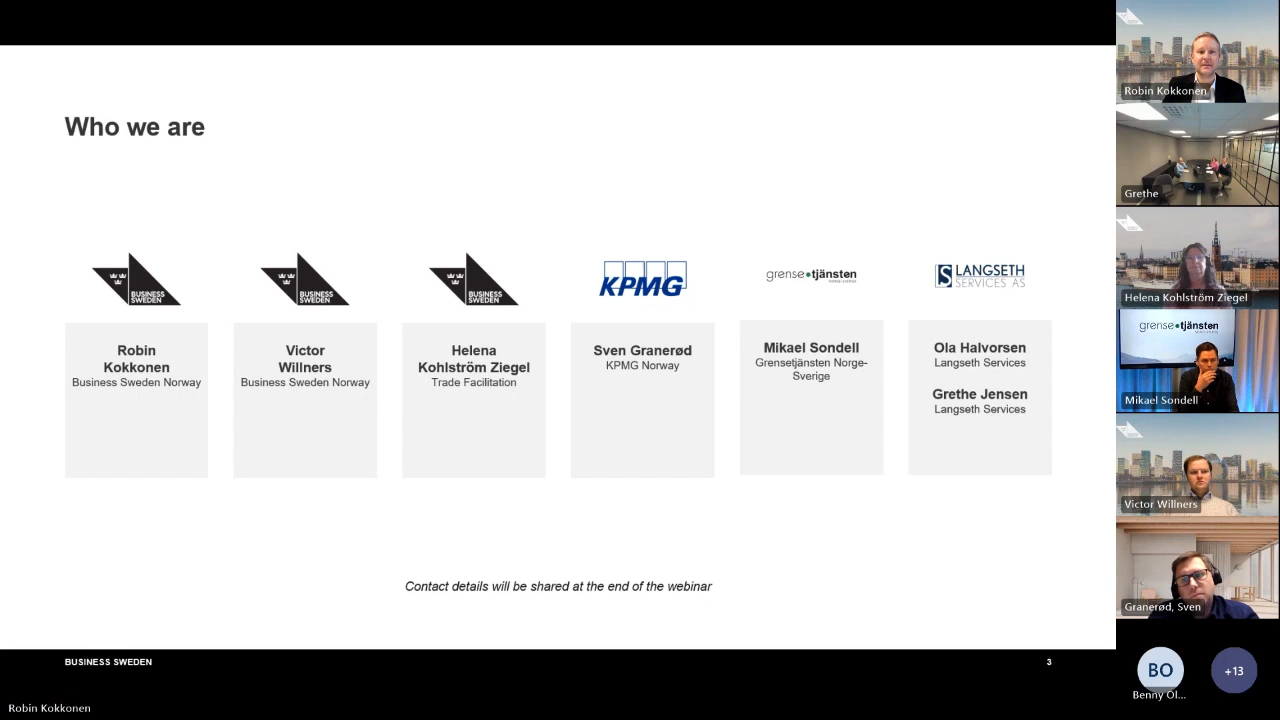 Who we are
BUSINESS
SWEDEN
BUSINESS
SWEDEN
BUSINESS
SWEDEN
KPMG
grense•tjänsten
NORGE-SVERIGE
LS LANGSETH
SERVICES AS
Robin
Kokkonen
Business Sweden Norway
Victor
Willners
Business Sweden Norway
Helena
Kohlström Ziegel
Trade Facilitation
Sven Granerød
KPMG Norway
Mikael Sondell
Grensetjänsten Norge-
Sverige
Ola Halvorsen
Langseth Services
Grethe Jensen
Langseth Services
Contact details will be shared at the end of the webinar
BUSINESS SWEDEN
3
Robin Kokkonen
Robin Kokkonen
Grethe
Helena Kohlström Ziegel
grense•tjänsten
Mikael Sondell
Victor Willners
Granerød, Sven
BO
Benny Ol...
+13